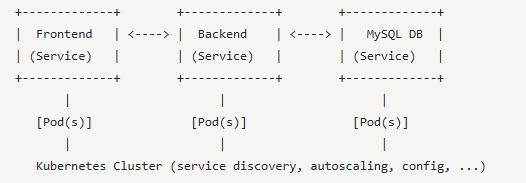 +-------------+        +-------------+        +-------------+
|  Frontend   | <----> |  Backend    | <----> |   MySQL DB  |
| (Service)   |        | (Service)   |        | (Service)   |
+-------------+        +-------------+        +-------------+
       |                     |                      |
   [Pod(s)]              [Pod(s)]               [Pod(s)]
       |                     |                      |
   Kubernetes Cluster (service discovery, autoscaling, config, ...)